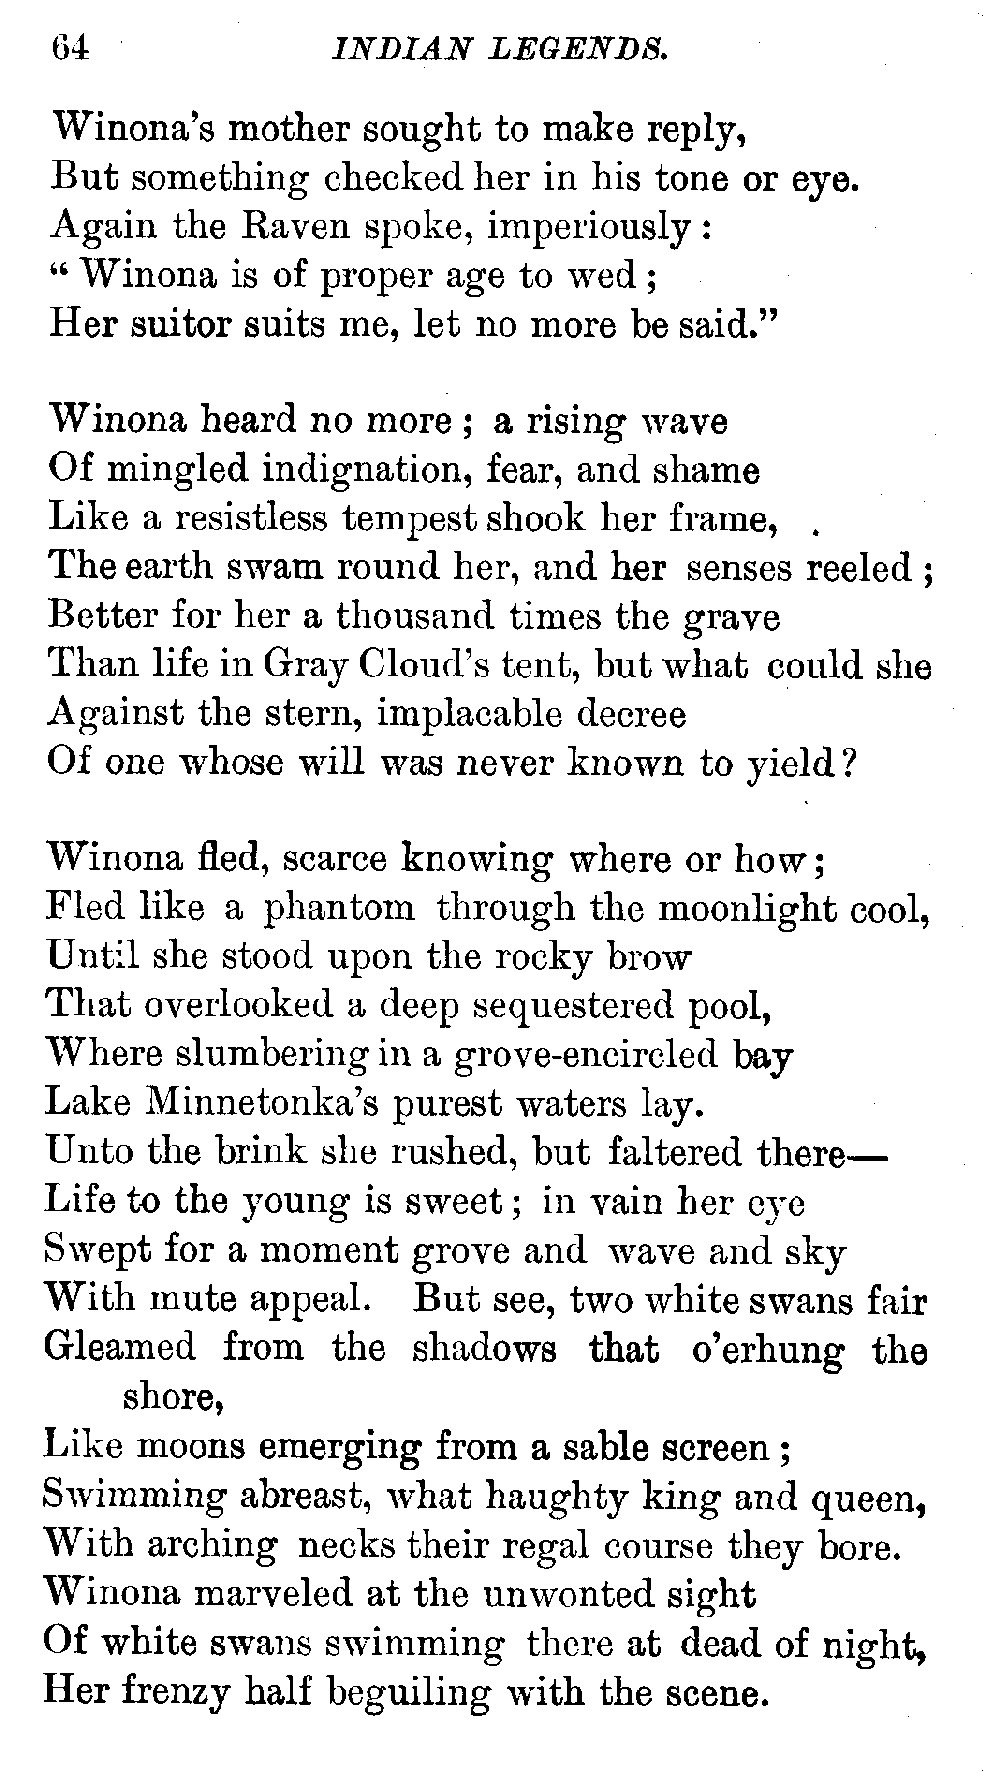 64 INDIAN LEGENDS.
Winona's mother sought to make reply,
But something checked her in his tone or eye.
Again the Raven spoke, imperiously :
“ Winona is of proper age to wed ;
Her suitor suits me, let no more be said.”
Winona heard no more ; a rising wave
Of mingled indignation, fear, and shame
Like a resistless tempest shook her frame,
The earth swam round her, and her senses reeled ;
Better for her a thousand times the grave
Than life in Gray Cloud's tent, but what could she
Against the stern, implacable decree
Of one whose will was never known to yield ?
Winona fled, scarce knowing where or how ;
Fled like a phantom through the moonlight cool,
Until she stood upon the rocky brow
That overlooked a deep sequestered pool,
Where slumbering in a grove-encircled bay
Lake Minnetonka's purest waters lay.
Unto the brink she rushed, but faltered there—
Life to the young is sweet ; in vain her eye
Swept for a moment grove and wave and sky
With mute appeal. But see, two white swans fair
Gleamed from the shadows that o'erhung the
shore,
Like moons emerging from a sable screen ;
Swimming abreast, what haughty king and queen,
With arching necks their regal course they bore.
Winona marveled at the unwonted sight
Of white swans swimming there at dead of night,
Her frenzy half beguiling with the scene.